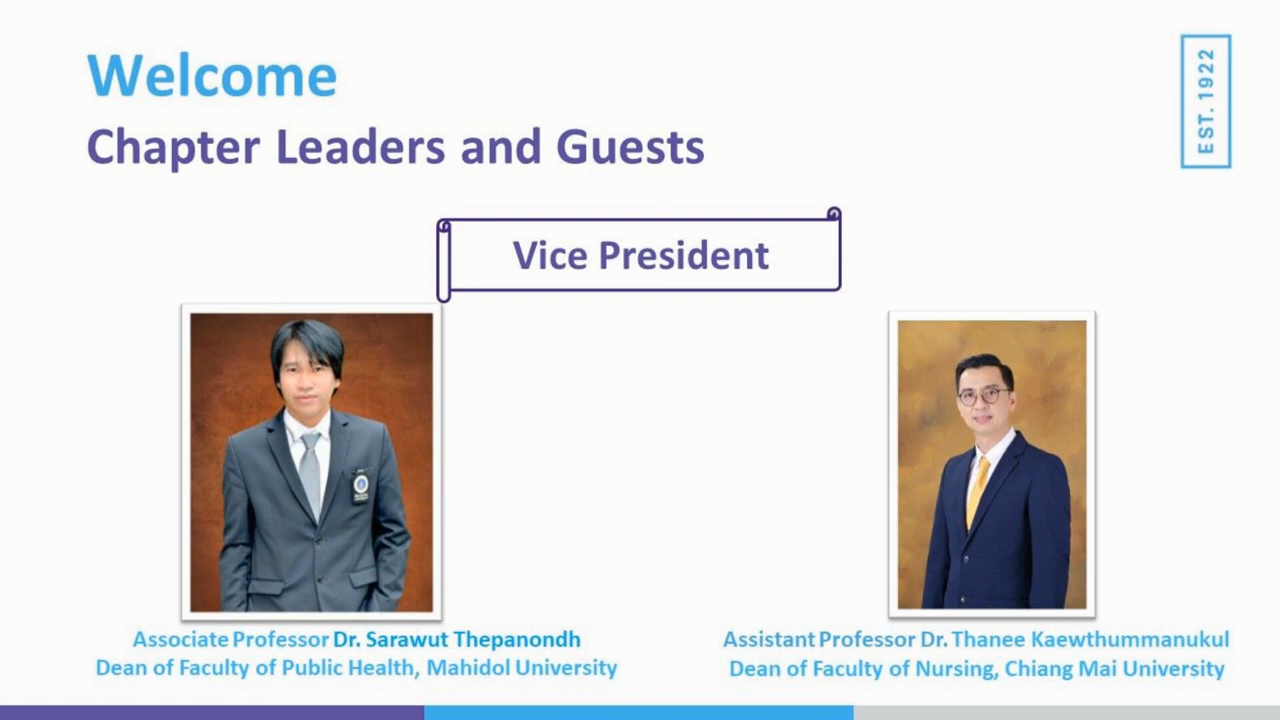 Welcome
Chapter Leaders and Guests
EST. 1922
Vice President
Associate Professor Dr. Sarawut Thepanondh
Dean of Faculty of Public Health, Mahidol University
Assistant Professor Dr. Thanee Kaewthummanukul
Dean of Faculty of Nursing, Chiang Mai University